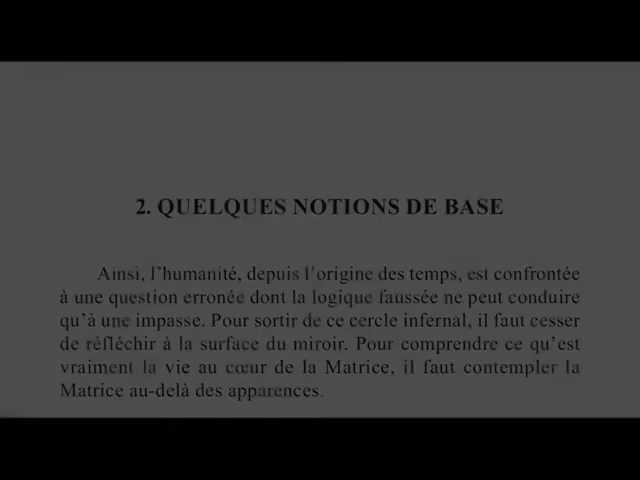 2. QUELQUES NOTIONS DE BASE
Ainsi, l'humanité, depuis l'origine des temps, est confrontée
à une question erronée dont la logique faussée ne peut conduire
qu'à une impasse. Pour sortir de ce cercle infernal, il faut cesser
de réfléchir à la surface du miroir. Pour comprendre ce qu'est
vraiment la vie au cœur de la Matrice, il faut contempler la
Matrice au-delà des apparences.